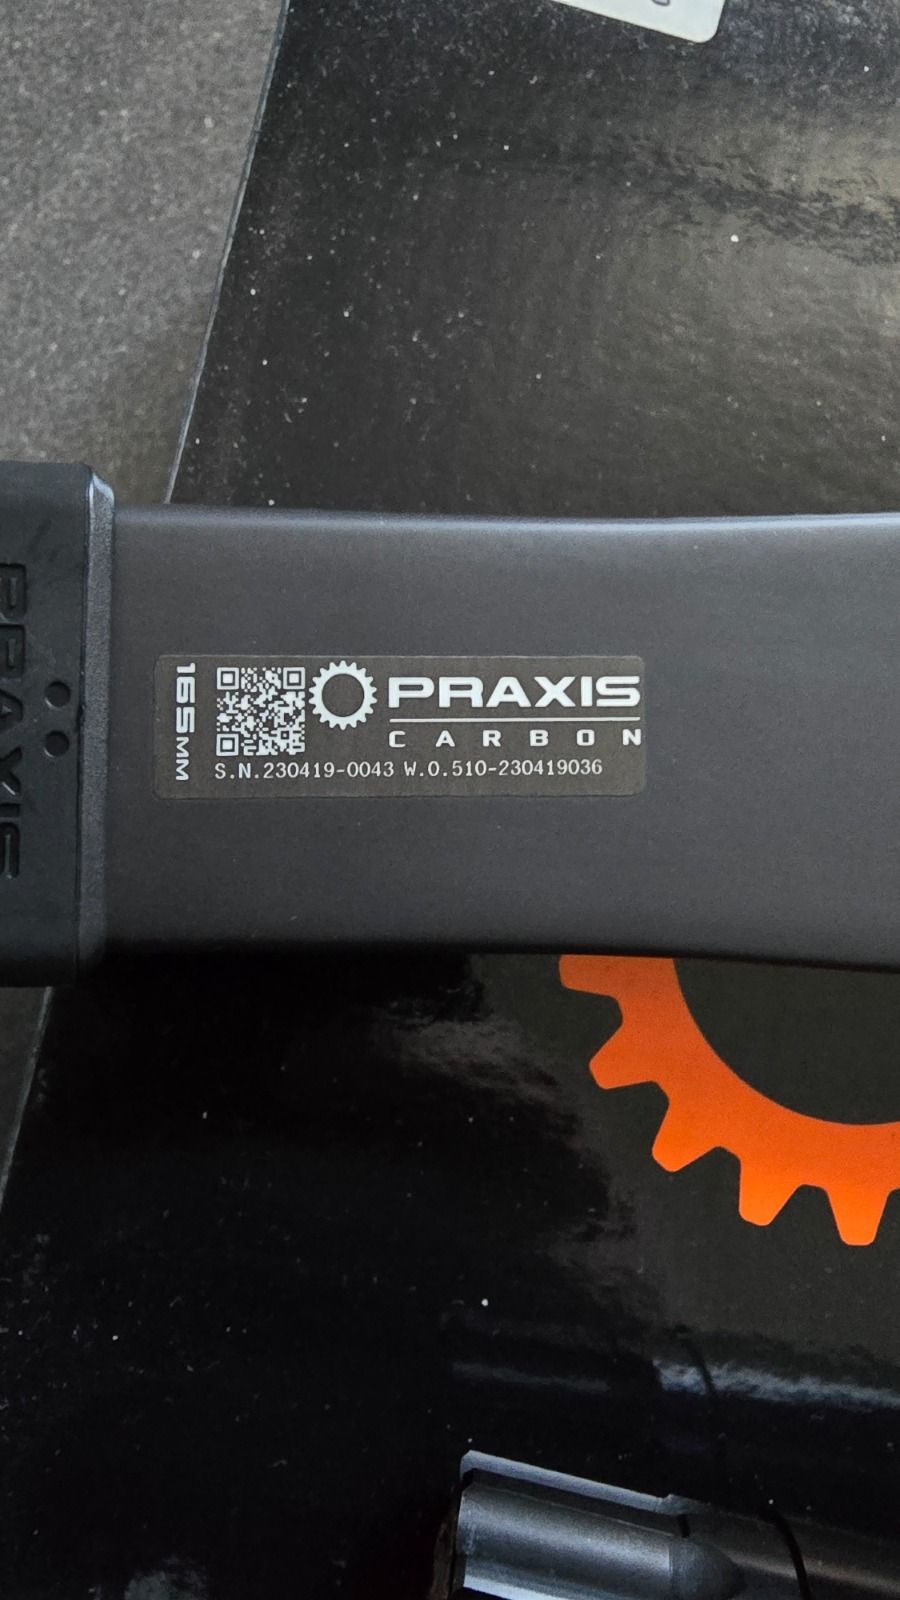 165MM
PRAXIS
CARBON
S.N.230419-0043 W.O.510-230419036
PRAXIS